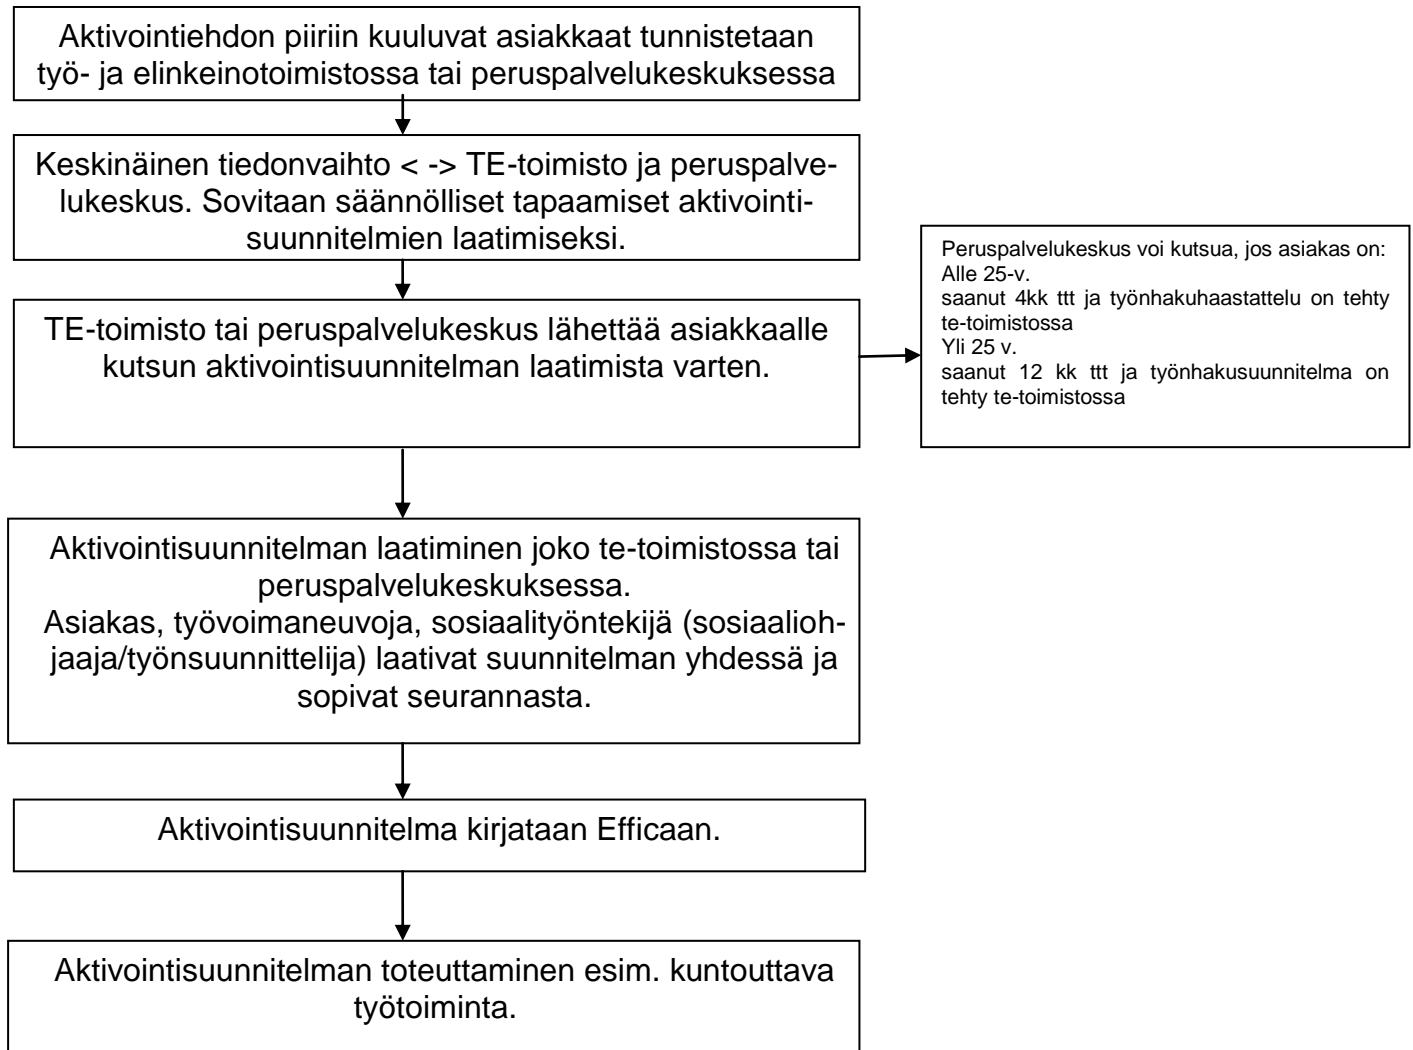 Aktivointiehdon piiriin kuuluvat asiakkaat tunnistetaan
työ- ja elinkeinotoimistossa tai peruspalvelukeskuksessa
Keskinäinen tiedonvaihto < -> TE-toimisto ja peruspalve-
lukeskus. Sovitaan säännölliset tapaamiset aktivointi-
suunnitelmien laatimiseksi.
TE-toimisto tai peruspalvelukeskus lähettää asiakkaalle
kutsun aktivointisuunnitelman laatimista varten.
Peruspalvelukeskus voi kutsua, jos asiakas on:
Alle 25-v.
saanut 4kk ttt ja työnhakuhaastattelu on tehty
te-toimistossa
Yli 25 v.
saanut 12 kk ttt ja työnhakusuunnitelma on
tehty te-toimistossa
Aktivointisuunnitelman laatiminen joko te-toimistossa tai
peruspalvelukeskuksessa.
Asiakas, työvoimaneuvoja, sosiaalityöntekijä (sosiaalioh-
jaaja/työnsuunnittelija) laativat suunnitelman yhdessä ja
sopivat seurannasta.
Aktivointisuunnitelma kirjataan Efficaan.
Aktivointisuunnitelman toteuttaminen esim. kuntouttava
työtoiminta.